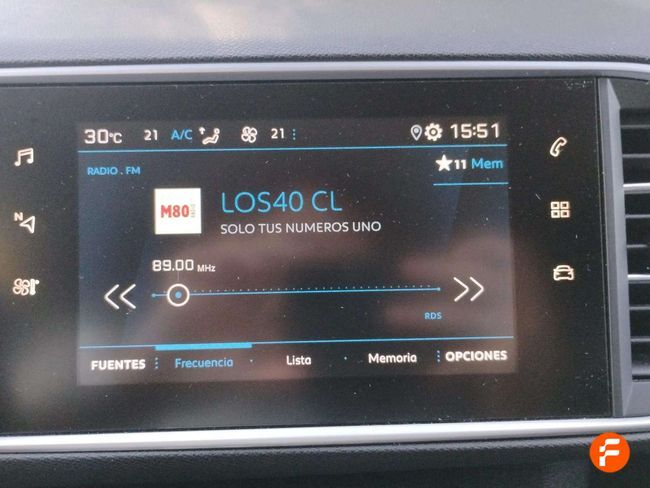 30°C 21 A/C 21 15:51
RADIO . FM
11 Mem
M80 RADIO
LOS40 CL
SOLO TUS NUMEROS UNO
89.00 MHz
RDS
FUENTES Frecuencia Lista Memoria OPCIONES
N